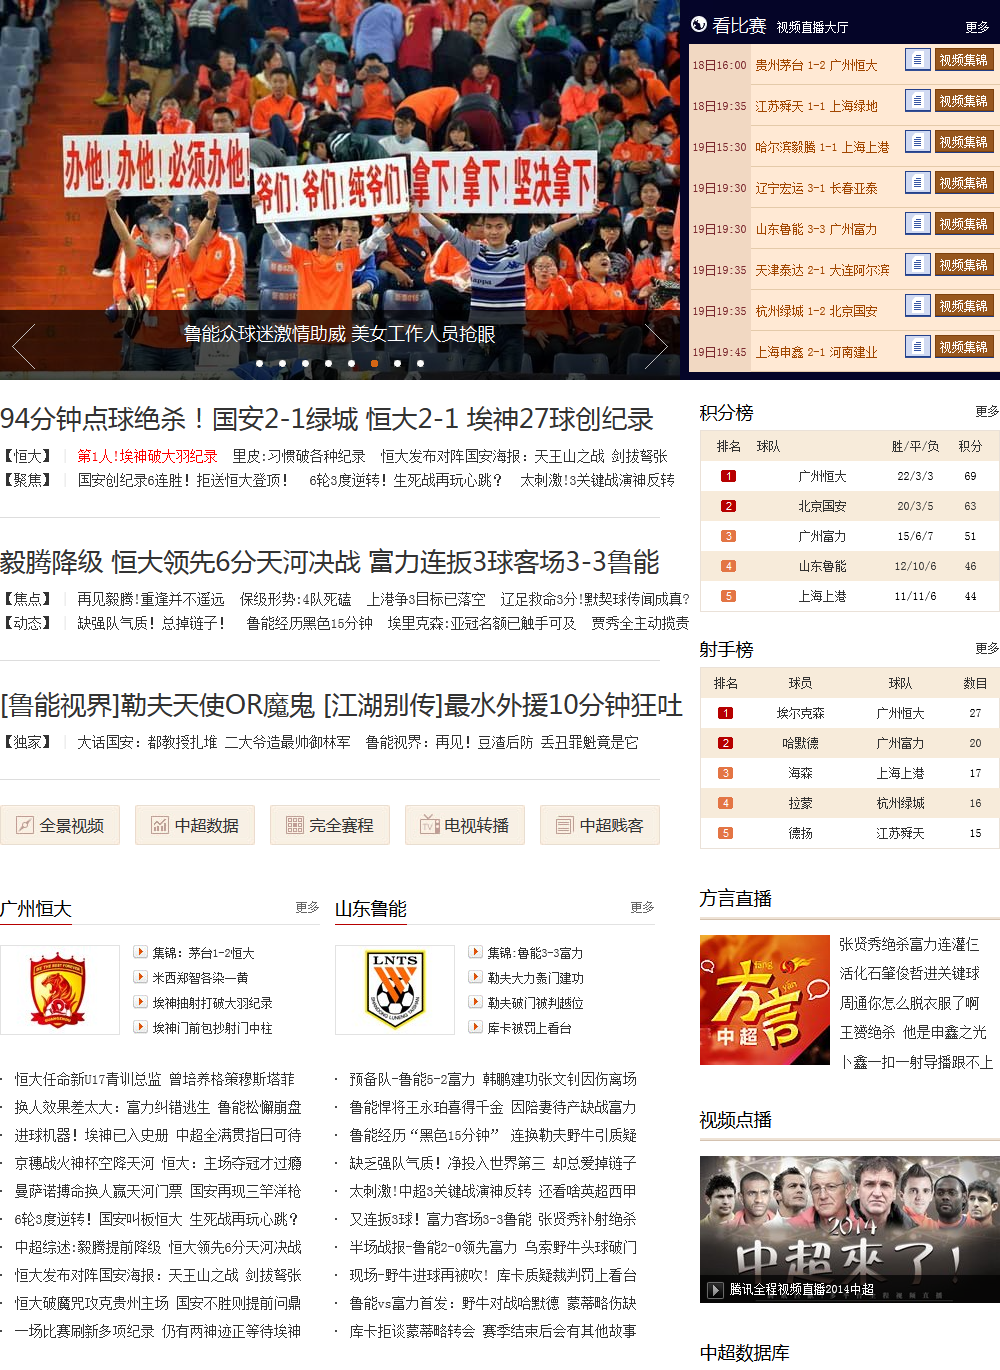 办他!办他!必须办他!
爷们!爷们!纯爷们!
拿下!拿下!坚决拿下
鲁能众球迷激情助威 美女工作人员抢眼
看比赛 视频直播大厅 更多
18日16:00 贵州茅台 1-2 广州恒大 视频集锦
18日19:35 江苏舜天 1-1 上海绿地 视频集锦
19日15:30 哈尔滨毅腾 1-1 上海上港 视频集锦
19日19:30 辽宁宏运 3-1 长春亚泰 视频集锦
19日19:30 山东鲁能 3-3 广州富力 视频集锦
19日19:35 天津泰达 2-1 大连阿尔滨 视频集锦
19日19:35 杭州绿城 1-2 北京国安 视频集锦
19日19:45 上海申鑫 2-1 河南建业 视频集锦
94分钟点球绝杀！国安2-1绿城 恒大2-1 埃神27球创纪录
【恒大】 第1人!埃神破大羽纪录 里皮:习惯破各种纪录 恒大发布对阵国安海报：天王山之战 剑拔弩张
【聚焦】 国安创纪录6连胜！拒送恒大登顶！ 6轮3度逆转！生死战再玩心跳？ 太刺激!3关键战演神反转
毅腾降级 恒大领先6分天河决战 富力连扳3球客场3-3鲁能
【焦点】 再见毅腾!重逢并不遥远 保级形势:4队死磕 上港争3目标已落空 辽足救命3分!默契球传闻成真?
【动态】 缺强队气质！总掉链子！ 鲁能经历黑色15分钟 埃里克森:亚冠名额已触手可及 贾秀全主动揽责
[鲁能视界]勒夫天使OR魔鬼 [江湖别传]最水外援10分钟狂吐
【独家】 大话国安：都教授扎堆 二大爷造最帅御林军 鲁能视界：再见！豆渣后防 丢丑罪魁竟是它
全景视频 中超数据 完全赛程 电视转播 中超贱客
积分榜 更多
排名 球队 胜/平/负 积分
1 广州恒大 22/3/3 69
2 北京国安 20/3/5 63
3 广州富力 15/6/7 51
4 山东鲁能 12/10/6 46
5 上海上港 11/11/6 44
射手榜 更多
排名 球员 球队 数目
1 埃尔克森 广州恒大 27
2 哈默德 广州富力 20
3 海森 上海上港 17
4 拉蒙 杭州绿城 16
5 德扬 江苏舜天 15
广州恒大 更多
集锦：茅台1-2恒大
米西郑智各染一黄
埃神抽射打破大羽纪录
埃神门前包抄射门中柱
· 恒大任命新U17青训总监 曾培养格策穆斯塔菲
· 换人效果差太大：富力纠错逃生 鲁能松懈崩盘
· 进球机器！埃神已入史册 中超全满贯指日可待
· 京穗战火神杯空降天河 恒大：主场夺冠才过瘾
· 曼萨诺搏命换人赢天河门票 国安再现三竿洋枪
· 6轮3度逆转！国安叫板恒大 生死战再玩心跳？
· 中超综述:毅腾提前降级 恒大领先6分天河决战
· 恒大发布对阵国安海报：天王山之战 剑拔弩张
· 恒大破魔咒攻克贵州主场 国安不胜则提前问鼎
· 一场比赛刷新多项纪录 仍有两神迹正等待埃神
山东鲁能 更多
LNTS
集锦:鲁能3-3富力
勒夫大力轰门建功
勒夫破门被判越位
库卡被罚上看台
· 预备队-鲁能5-2富力 韩鹏建功张文钊因伤离场
· 鲁能悍将王永珀喜得千金 因陪妻待产缺战富力
· 鲁能经历“黑色15分钟” 连换勒夫野牛引质疑
· 缺乏强队气质！净投入世界第三 却总爱掉链子
· 太刺激!中超3关键战演神反转 还看啥英超西甲
· 又连扳3球！富力客场3-3鲁能 张贤秀补射绝杀
· 半场战报-鲁能2-0领先富力 乌索野牛头球破门
· 现场-野牛进球再被吹！库卡质疑裁判罚上看台
· 鲁能vs富力首发：野牛对战哈默德 蒙蒂略伤缺
· 库卡拒谈蒙蒂略转会 赛季结束后会有其他故事
方言直播
fāng
yán
方言
中超
张贤秀绝杀富力连灌仨
活化石肇俊哲进关键球
周通你怎么脱衣服了啊
王赟绝杀 他是申鑫之光
卜鑫一扣一射导播跟不上
视频点播
2014
中超来了!
腾讯全程视频直播2014中超
中超数据库